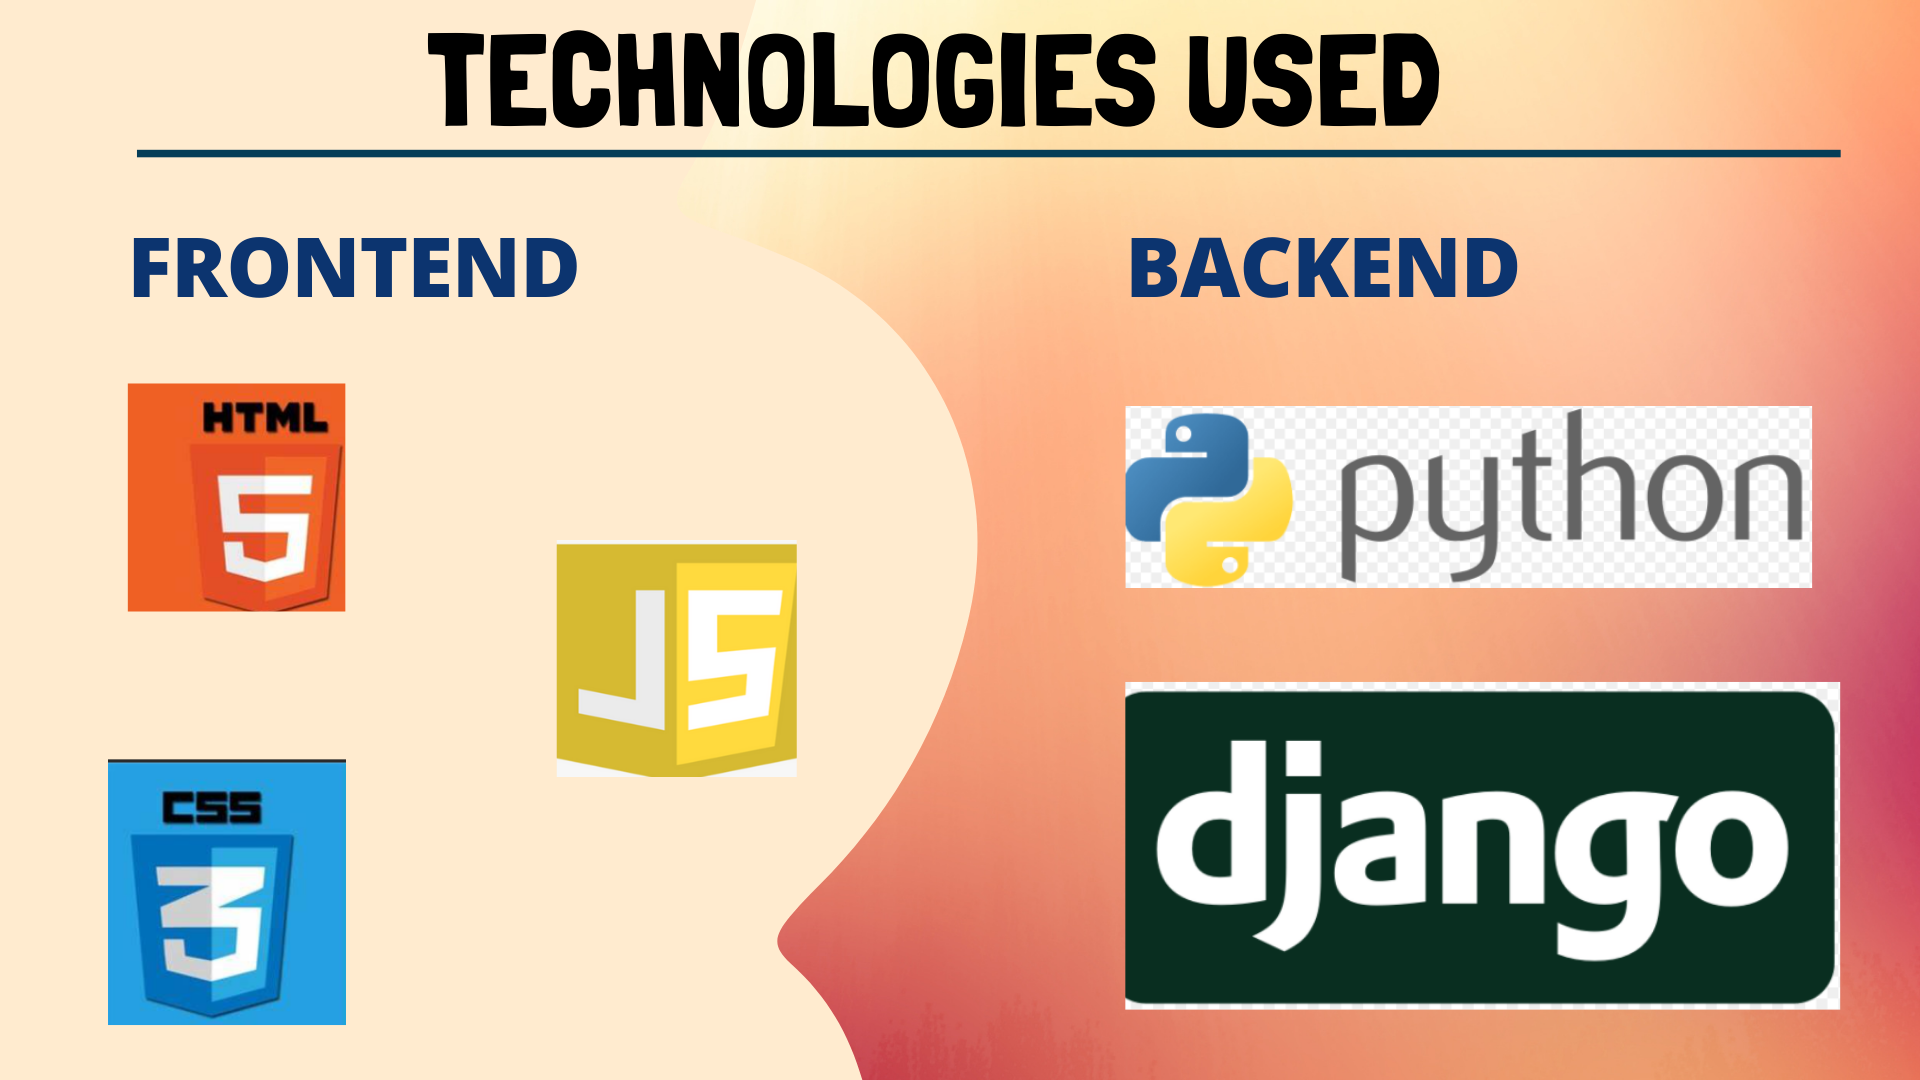 TECHNOLOGIES USED
FRONTEND
HTML
5
JS
CSS
3
BACKEND
python
django